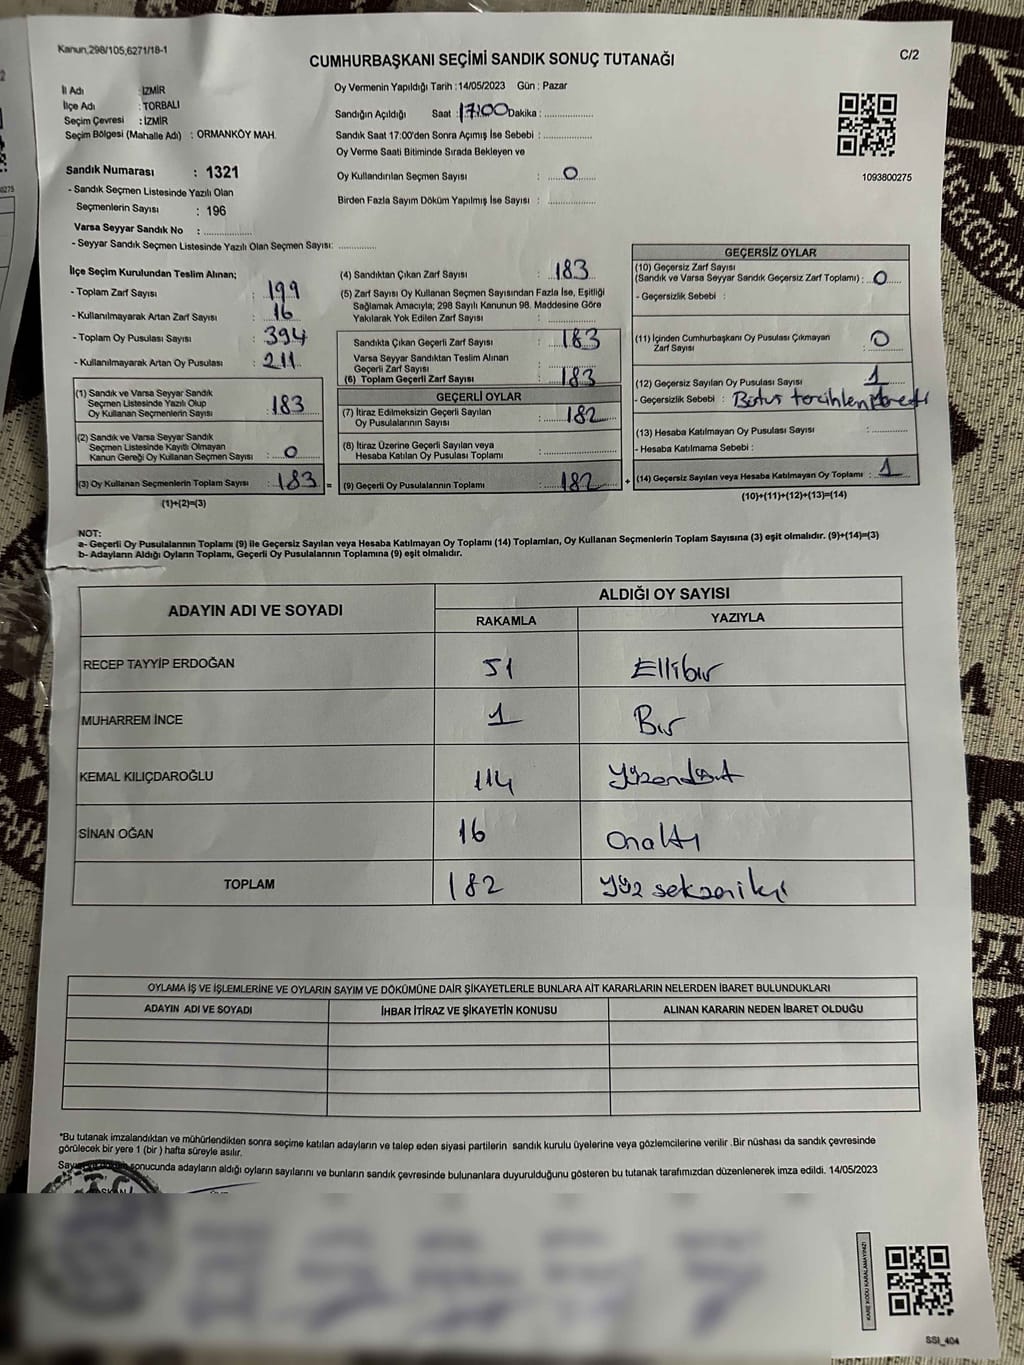 Kanun,298/105,6271/18-1
CUMHURBAŞKANI SEÇİMİ SANDIK SONUÇ TUTANAĞI
C/2
İl Adı : İZMİR
İlçe Adı : TORBALI
Seçim Çevresi : İZMİR
Seçim Bölgesi (Mahalle Adı) : ORMANKÖY MAH.
Sandık Numarası : 1321
- Sandık Seçmen Listesinde Yazılı Olan
Seçmenlerin Sayısı : 196
Varsa Seyyar Sandık No : ..............
- Seyyar Sandık Seçmen Listesinde Yazılı Olan Seçmen Sayısı: ............
Oy Vermenin Yapıldığı Tarih :14/05/2023 Gün : Pazar
Sandığın Açıldığı Saat :17:00 Dakika : ..............
Sandık Saat 17:00'den Sonra Açımış İse Sebebi : ..............
Oy Verme Saati Bitiminde Sırada Bekleyen ve
Oy Kullandırılan Seçmen Sayısı : 0
Birden Fazla Sayım Döküm Yapılmış İse Sayısı : ..............
1093800275
İlçe Seçim Kurulundan Teslim Alınan;
- Toplam Zarf Sayısı : 199
- Kullanılmayarak Artan Zarf Sayısı : 16
- Toplam Oy Pusulası Sayısı : 394
- Kullanılmayarak Artan Oy Pusulası : 211
(1) Sandık ve Varsa Seyyar Sandık
Seçmen Listesinde Yazılı Olup
Oy Kullanan Seçmenlerin Sayısı : 183
(2) Sandık ve Varsa Seyyar Sandık
Seçmen Listesinde Kayıtlı Olmayan
Kanun Gereği Oy Kullanan Seçmen Sayısı : 0
(3) Oy Kullanan Seçmenlerin Toplam Sayısı : 183 =
(1)+(2)=(3)
(4) Sandıktan Çıkan Zarf Sayısı : 183
(5) Zarf Sayısı Oy Kullanan Seçmen Sayısından Fazla İse, Eşitliği
Sağlamak Amacıyla; 298 Sayılı Kanunun 98. Maddesine Göre
Yakılarak Yok Edilen Zarf Sayısı : ..............
Sandıkta Çıkan Geçerli Zarf Sayısı : 183
Varsa Seyyar Sandıktan Teslim Alınan
Geçerli Zarf Sayısı : ..............
(6) Toplam Geçerli Zarf Sayısı : 183
GEÇERLİ OYLAR
(7) İtiraz Edilmeksizin Geçerli Sayılan
Oy Pusulasının Sayısı : 182
(8) İtiraz Üzerine Geçerli Sayılan veya
Hesaba Katılan Oy Pusulası Toplamı : ..............
(9) Geçerli Oy Pusulalarının Toplamı : 182 +
GEÇERSİZ OYLAR
(10) Geçersiz Zarf Sayısı
(Sandık ve Varsa Seyyar Sandık Geçersiz Zarf Toplamı) : 0
- Geçersizlik Sebebi :
(11) İçinden Cumhurbaşkanı Oy Pusulası Çıkmayan
Zarf Sayısı : 0
(12) Geçersiz Sayılan Oy Pusulası Sayısı : 1
- Geçersizlik Sebebi :
(13) Hesaba Katılmayan Oy Pusulası Sayısı : ..............
- Hesaba Katılmama Sebebi :
(14) Geçersiz Sayılan veya Hesaba Katılmayan Oy Toplamı : 1
(10)+(11)+(12)+(13)=(14)
NOT:
a- Geçerli Oy Pusulalarının Toplamı (9) ile Geçersiz Sayılan veya Hesaba Katılmayan Oy Toplamı (14) Toplamları, Oy Kullanan Seçmenlerin Toplam Sayısına (3) eşit olmalıdır. (9)+(14)=(3)
b- Adayların Aldığı Oyların Toplamı, Geçerli Oy Pusulalarının Toplamına (9) eşit olmalıdır.
ADAYIN ADI VE SOYADI
ALDIĞI OY SAYISI
RAKAMLA YAZIYLA
RECEP TAYYİP ERDOĞAN 51 Ellibir
MUHARREM İNCE 1 Bir
KEMAL KILIÇDAROĞLU 114 Yüzondört
SİNAN OĞAN 16 Onaltı
TOPLAM 182 Yüz sekseniki
OYLAMA İŞ VE İŞLEMLERİNE VE OYLARIN SAYIM VE DÖKÜMÜNE DAİR ŞİKAYETLERLE BUNLARA AİT KARARLARIN NELERDEN İBARET BULUNDUKLARI
ADAYIN ADI VE SOYADI İHBAR İTİRAZ VE ŞİKAYETİN KONUSU ALINAN KARARIN NEDEN İBARET OLDUĞU
*Bu tutanak imzalandıktan ve mühürlendikten sonra seçime katılan adayların ve talep eden siyasi partilerin sandık kurulu üyelerine veya gözlemcilerine verilir .Bir nüshası da sandık çevresinde
görülecek bir yere 1 (bir ) hafta süreyle asılır.
sonucunda adayların aldığı oyların sayılarını ve bunların sandık çevresinde bulunanlara duyurulduğunu gösteren bu tutanak tarafımızdan düzenlenerek imza edildi. 14/05/2023
KARE KODU KARALAMAYINIZ!
SSI_404